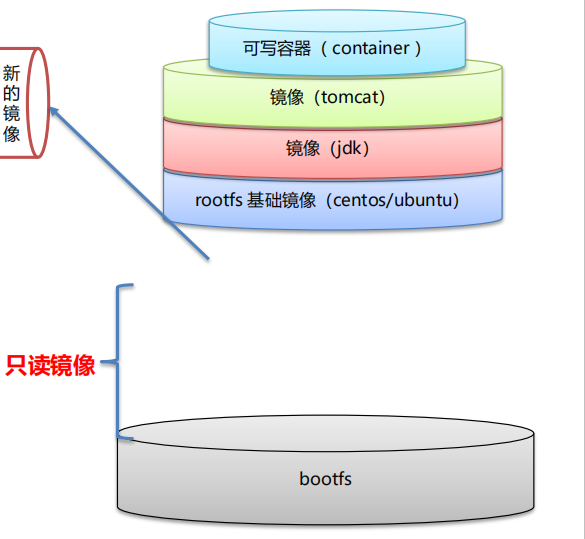 可写容器（container）
新的镜像
镜像（tomcat）
镜像（jdk）
rootfs 基础镜像（centos/ubuntu）
只读镜像
bootfs